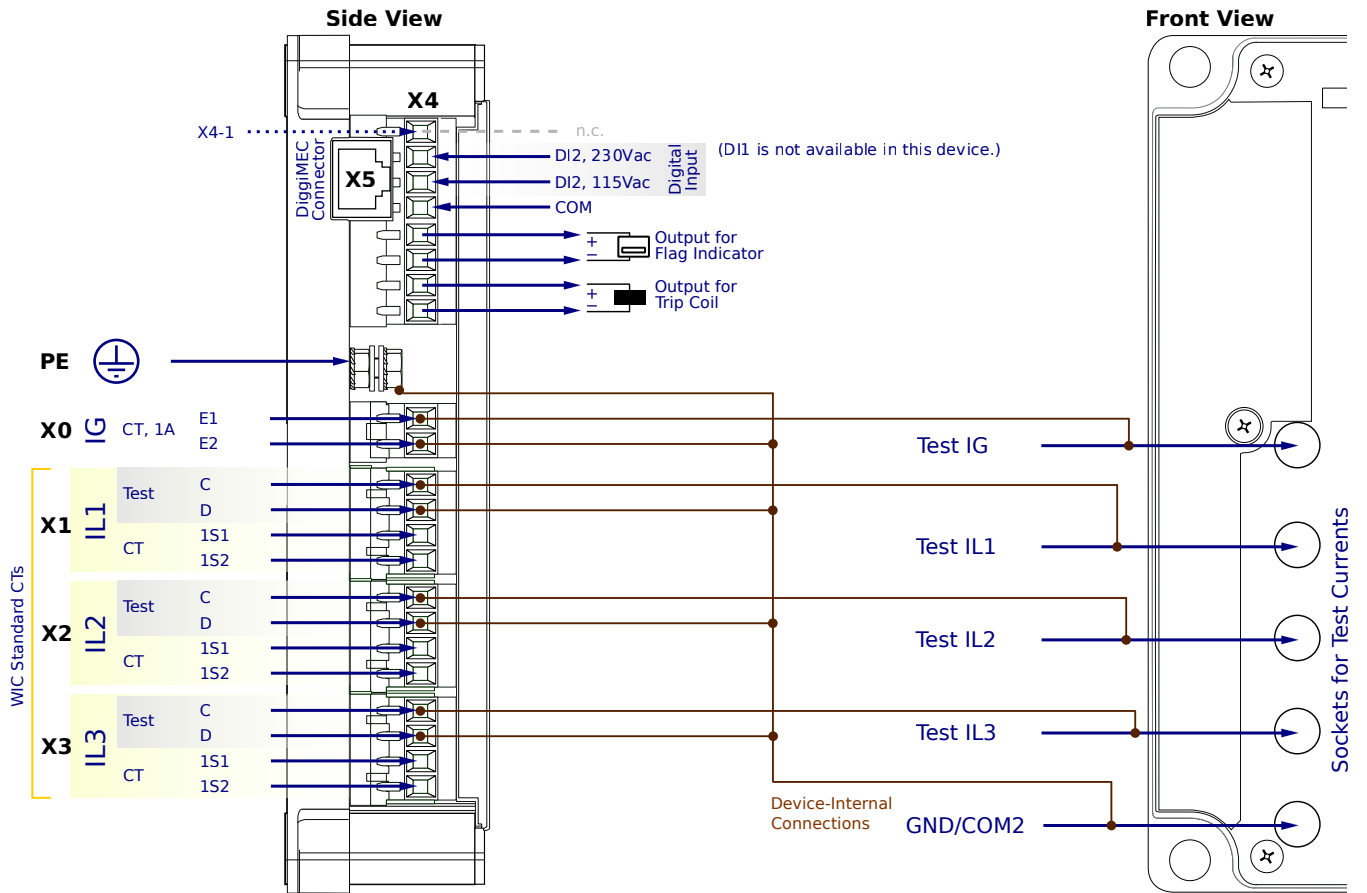 Side View
Front View
X4
X4-1
n.c.
DI2, 230Vac
(DI1 is not available in this device.)
DI2, 115Vac
Digital
Input
COM
DiggiMEC
Connector
X5
+
−
Output for
Flag Indicator
+
−
Output for
Trip Coil
PE
X0
IG
CT, 1A
E1
E2
Test IG
WIC Standard CTs
X1
IL1
Test
C
D
CT
1S1
1S2
Test IL1
X2
IL2
Test
C
D
CT
1S1
1S2
Test IL2
X3
IL3
Test
C
D
CT
1S1
1S2
Test IL3
Device-Internal
Connections
GND/COM2
Sockets for Test Currents